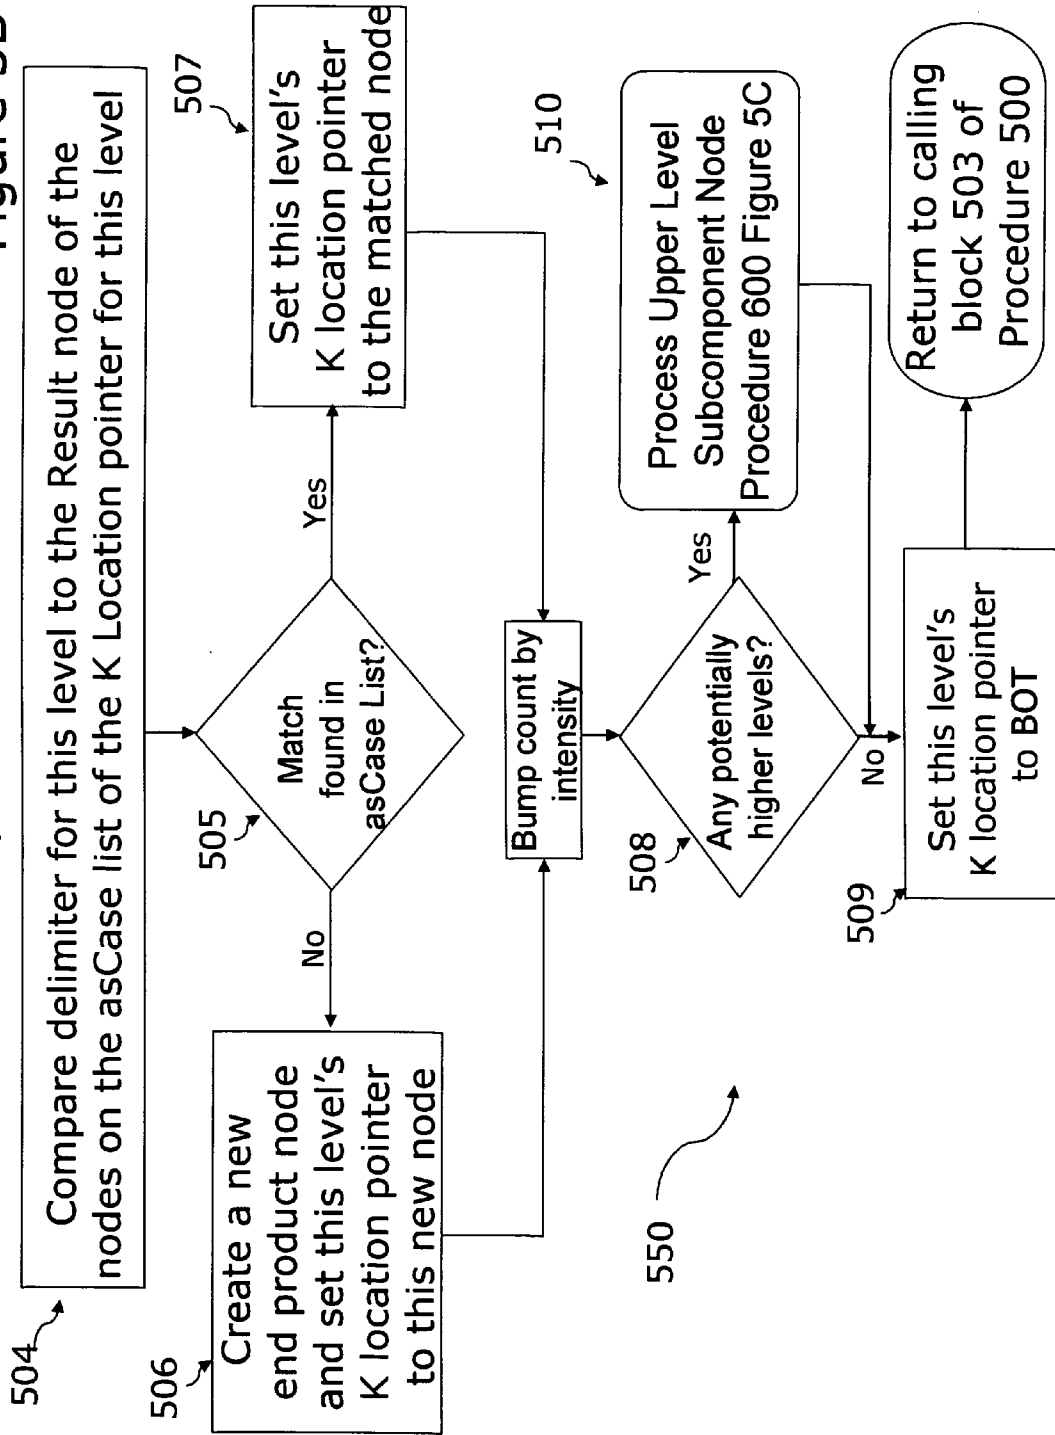 504
Compare delimiter for this level to the Result node of the
nodes on the asCase list of the K Location pointer for this level
505
Match
found in
asCase List?
No
Yes
506
Create a new
end product node
and set this level's
K location pointer
to this new node
507
Set this level's
K location pointer
to the matched node
Bump count by
intensity
508
Any potentially
higher levels?
Yes
No
510
Process Upper Level
Subcomponent Node
Procedure 600 Figure 5C
509
Set this level's
K location pointer
to BOT
Return to calling
block 503 of
Procedure 500
550